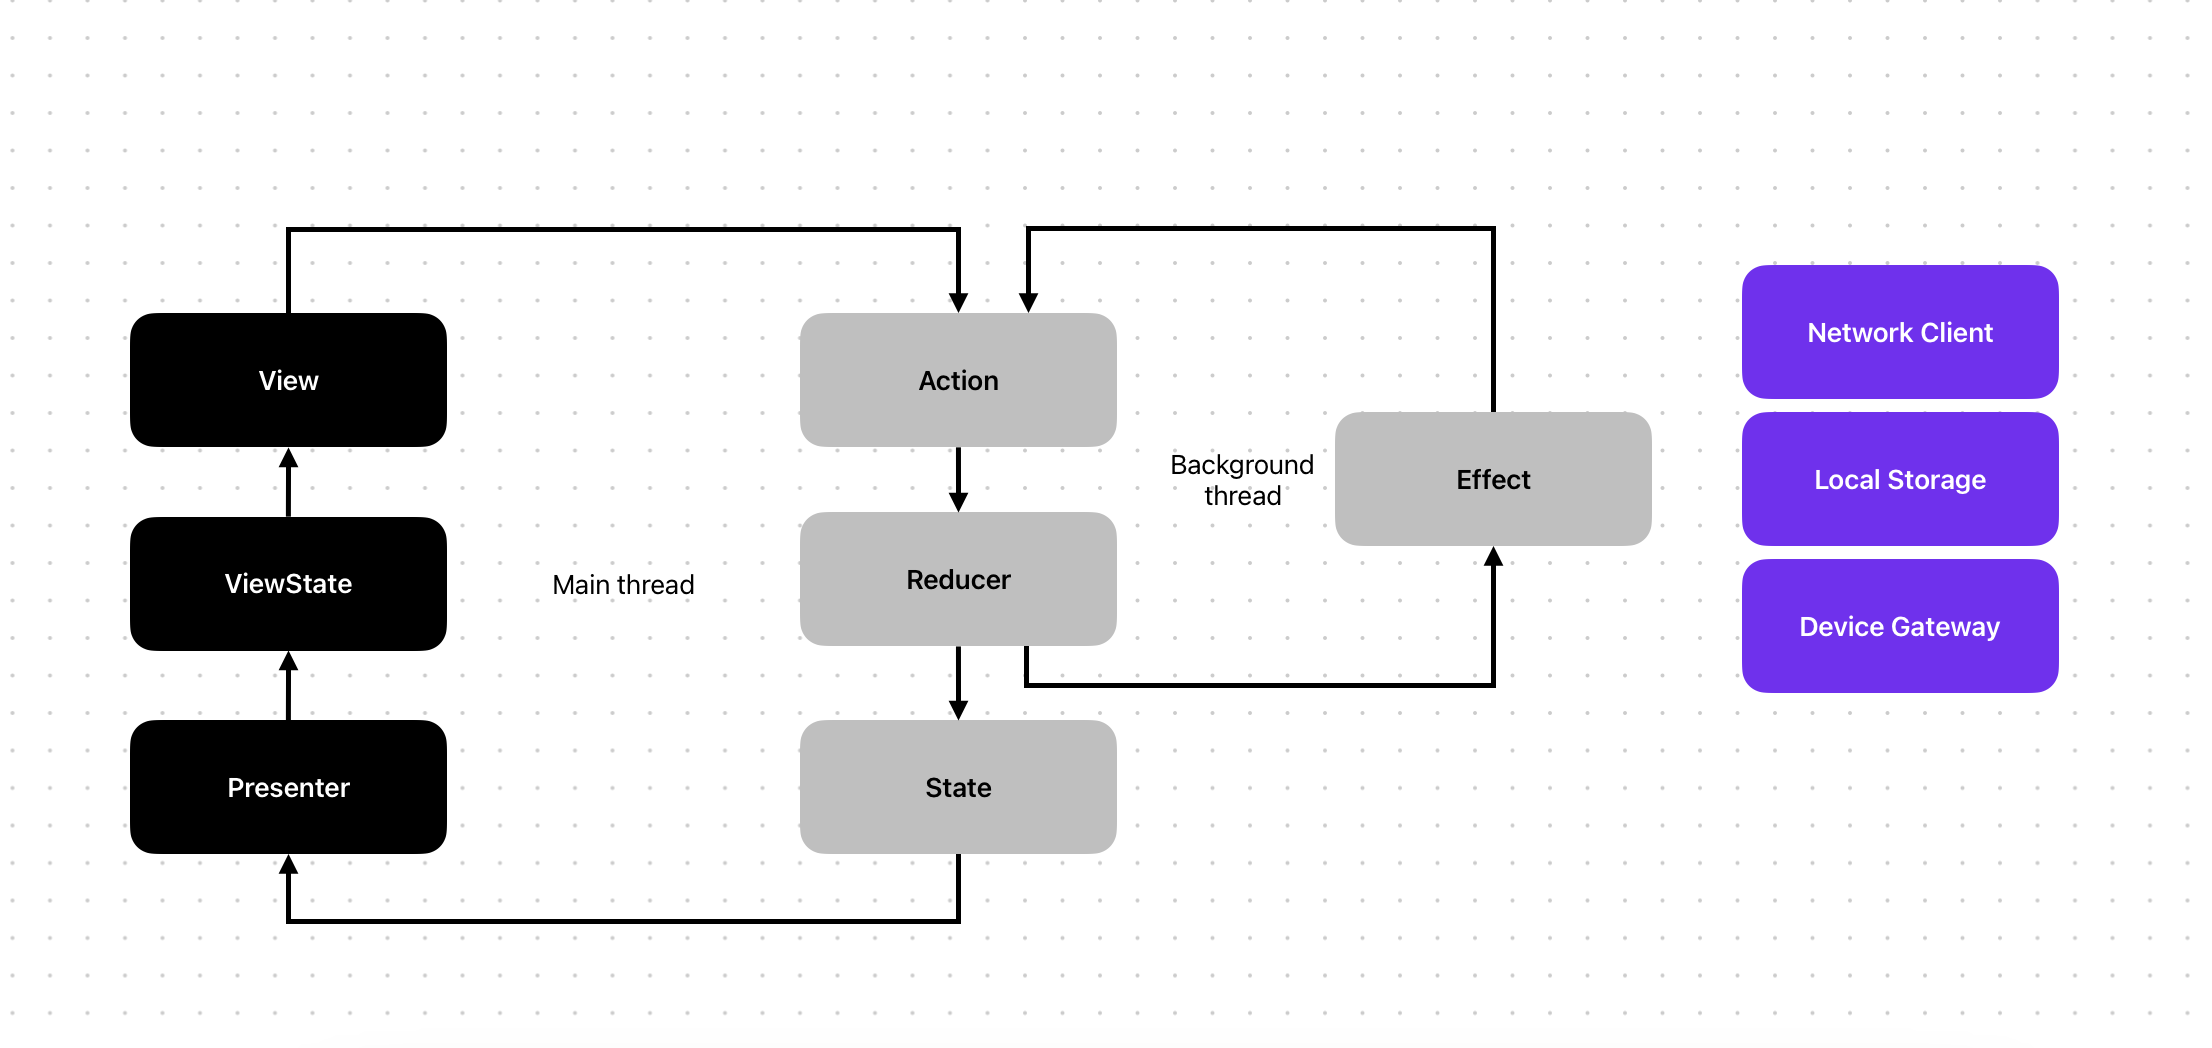 View
ViewState
Presenter
Main thread
Action
Reducer
State
Background
thread
Effect
Network Client
Local Storage
Device Gateway